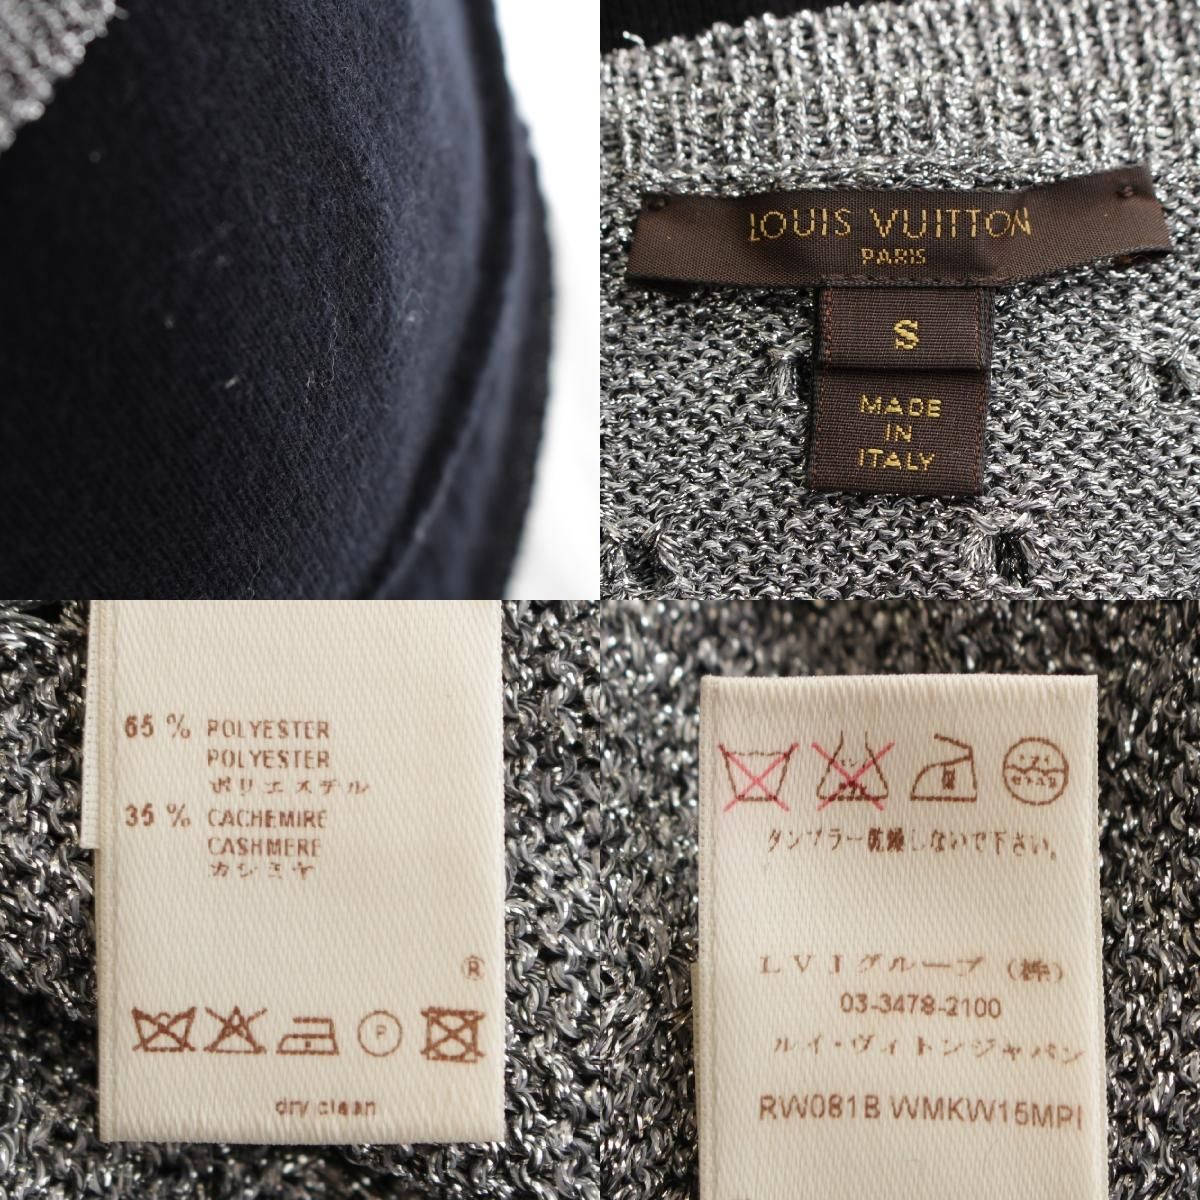 LOUIS VUITTON
PARIS
S
MADE
IN
ITALY
65 % POLYESTER
POLYESTER
ポリエステル
35 % CACHEMIRE
CASHMERE
カシミヤ
®
P
dry clean
タンブラー乾燥しないで下さい。
LVJグループ(株)
03-3478-2100
ルイ・ヴィトンジャパン
RW081B WMKW15MPI